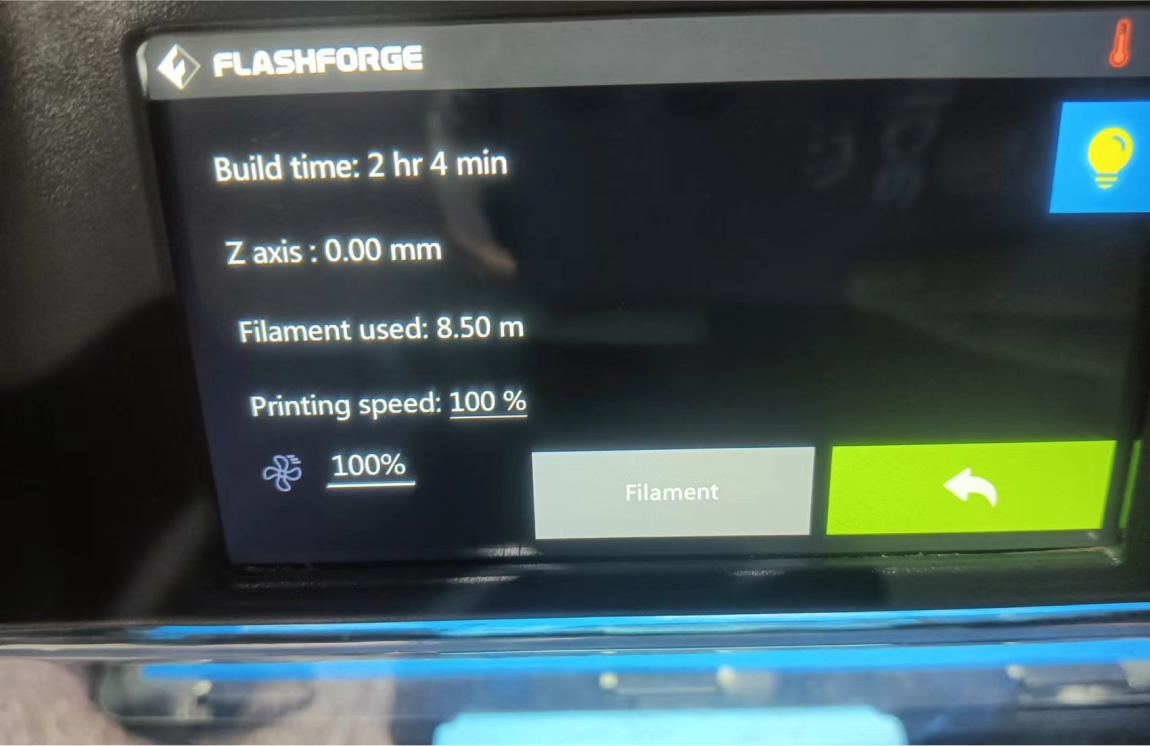 FLASHFORGE
Build time: 2 hr 4 min
Z axis : 0.00 mm
Filament used: 8.50 m
Printing speed: 100 %
100%
Filament